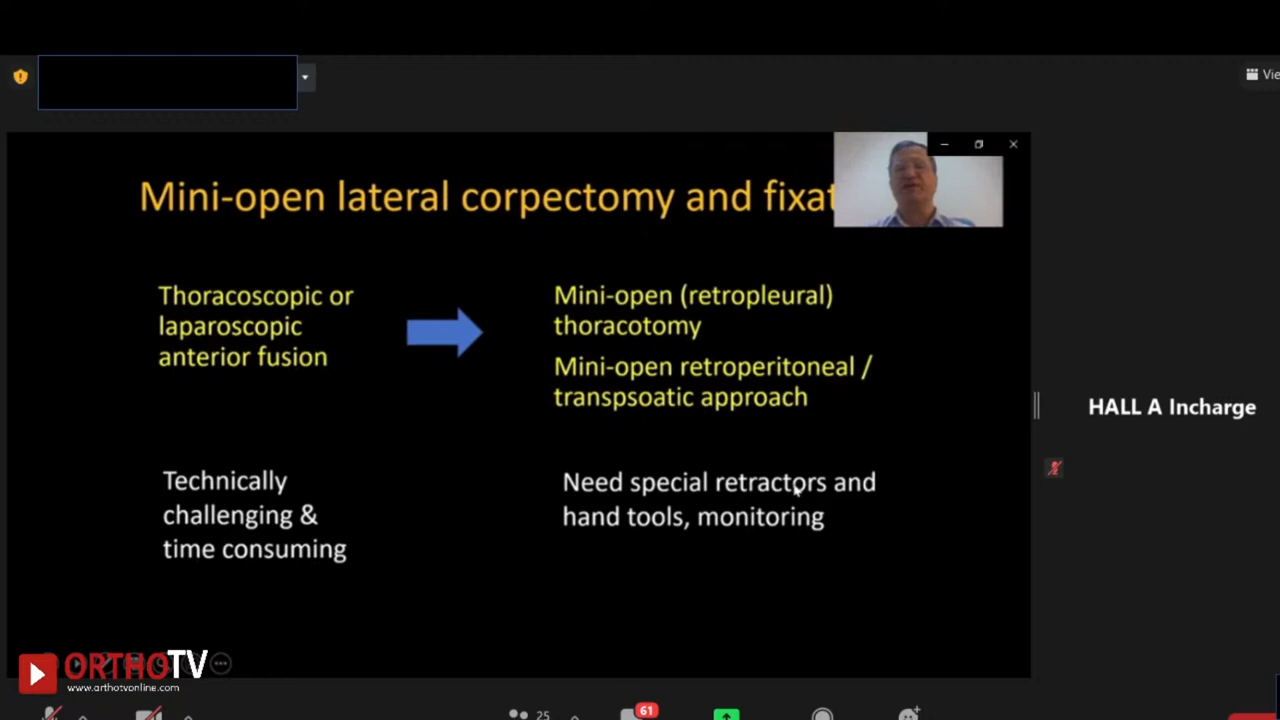 Vie
Mini-open lateral corpectomy and fixat
Thoracoscopic or
laparoscopic
anterior fusion
Mini-open (retropleural)
thoracotomy
Mini-open retroperitoneal /
transpsoatic approach
HALL A Incharge
Technically
challenging &
time consuming
Need special retractors and
hand tools, monitoring
ORTHOTV
www.orthotvonline.com
25
61